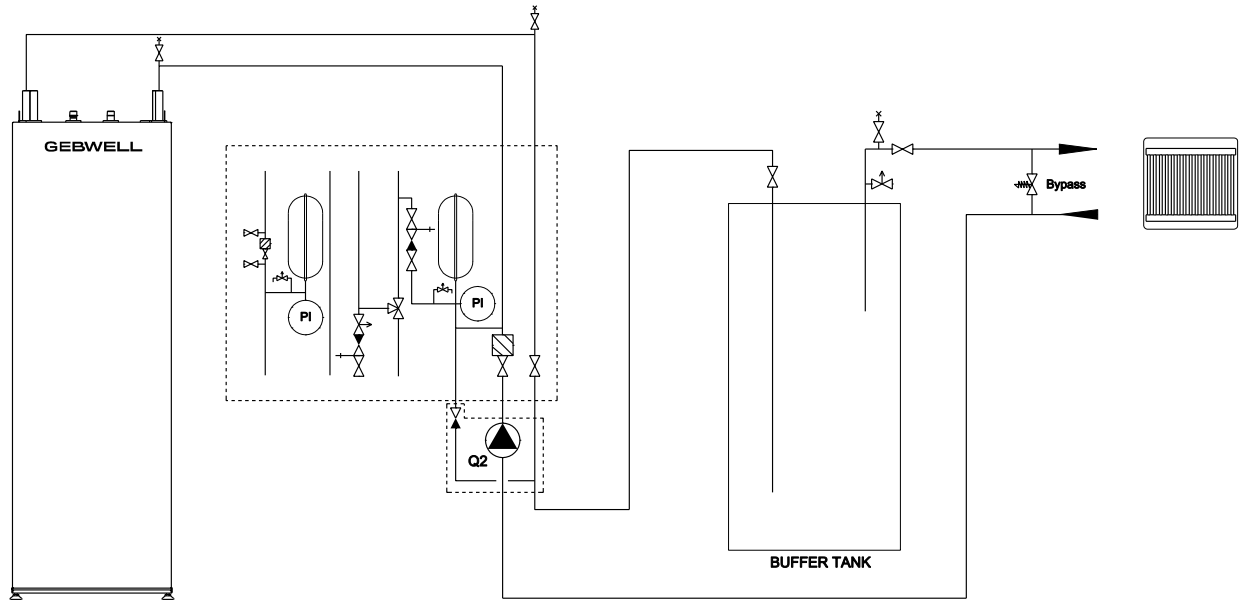 GEBWELL
Bypass
PI
PI
Q2
BUFFER TANK